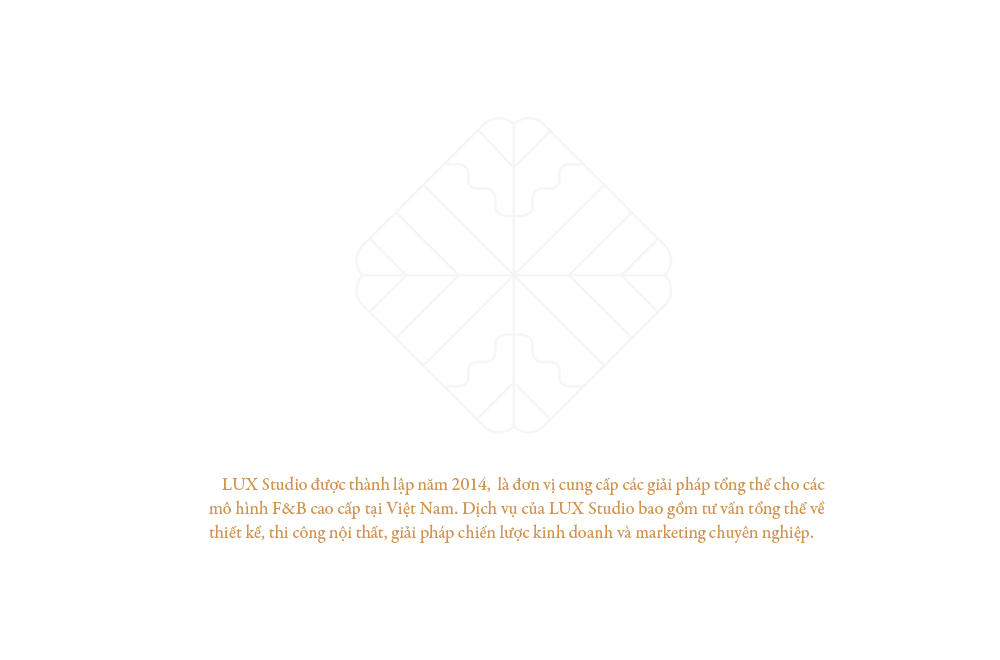 LUX Studio được thành lập năm 2014, là đơn vị cung cấp các giải pháp tổng thể cho các
mô hình F&B cao cấp tại Việt Nam. Dịch vụ của LUX Studio bao gồm tư vấn tổng thể về
thiết kế, thi công nội thất, giải pháp chiến lược kinh doanh và marketing chuyên nghiệp.